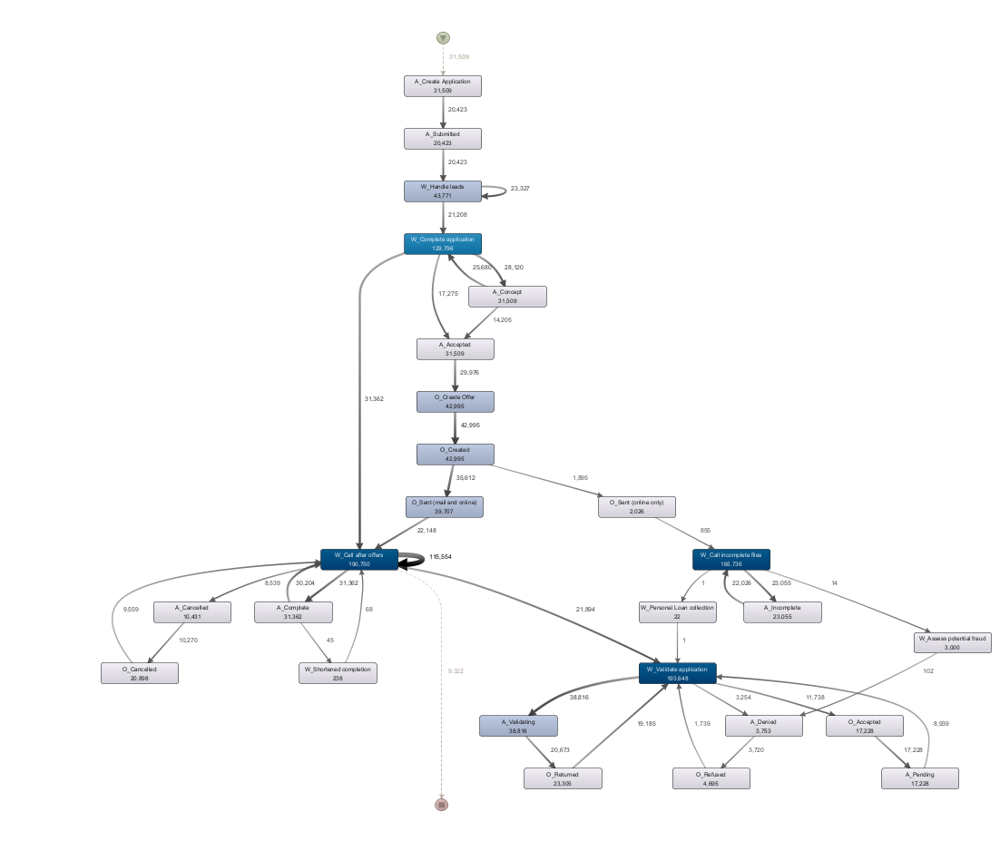 31,509
A_Create Application
31,509
20,423
A_Submitted
20,423
20,423
W_Handle leads
43,771
23,327
21,208
W_Complete application
129,796
25,680
28,120
17,275
A_Concept
31,509
14,205
A_Accepted
31,509
29,976
31,362
O_Create Offer
42,995
42,995
O_Created
42,995
35,612
1,895
O_Sent (mail and online)
39,707
O_Sent (online only)
2,026
22,148
855
W_Call after offers
190,750
115,554
W_Call incomplete files
165,736
8,539
30,204
31,362
1
22,026
23,055
14
9,559
A_Cancelled
10,431
A_Complete
31,362
68
21,894
W_Personal Loan collection
22
A_Incomplete
23,055
10,270
45
1
W_Assess potential fraud
3,000
O_Cancelled
20,898
W_Shortened completion
238
9,322
W_Validate application
193,648
102
38,816
3,254
11,738
A_Validating
38,816
19,185
1,739
A_Denied
3,753
O_Accepted
17,228
8,939
20,673
3,720
17,228
O_Returned
23,305
O_Refused
4,695
A_Pending
17,228